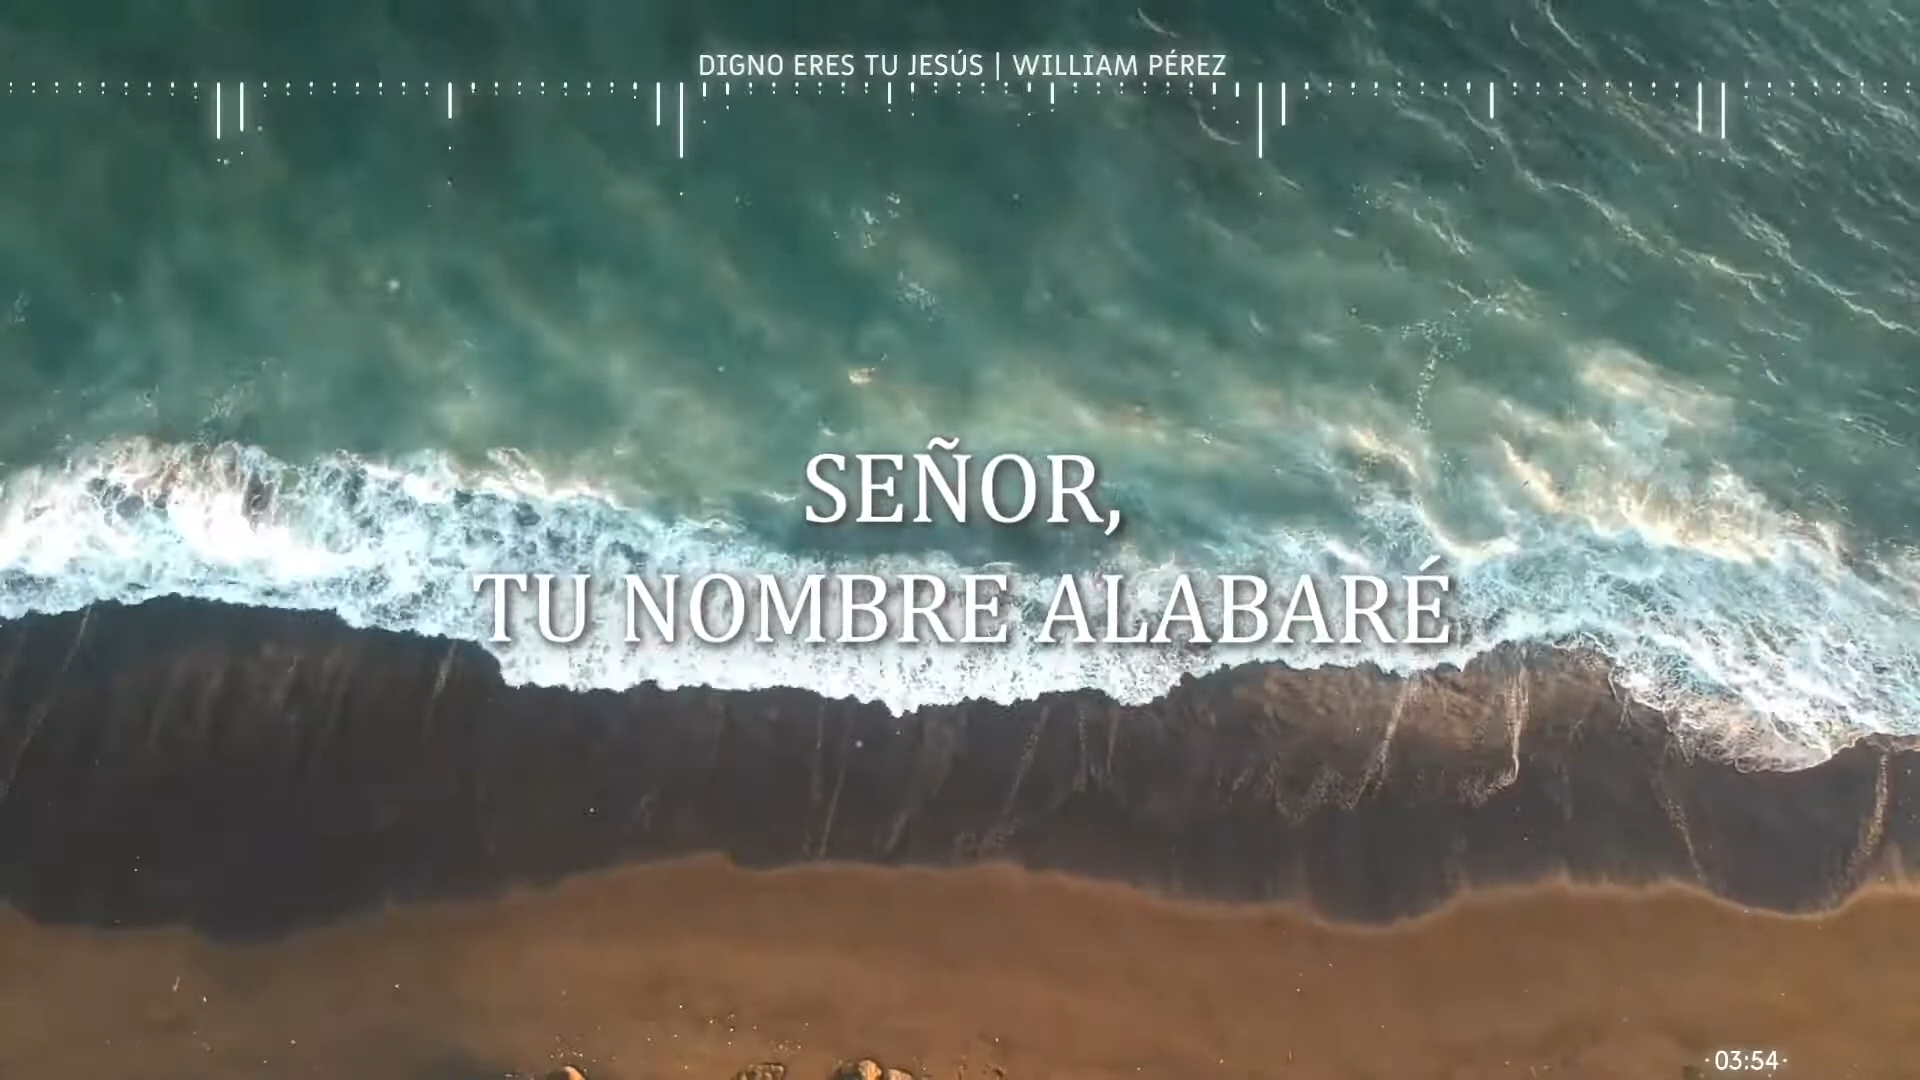 DIGNO ERES TU JESÚS | WILLIAM PÉREZ
SEÑOR,
TU NOMBRE ALABARÉ
·03:54·